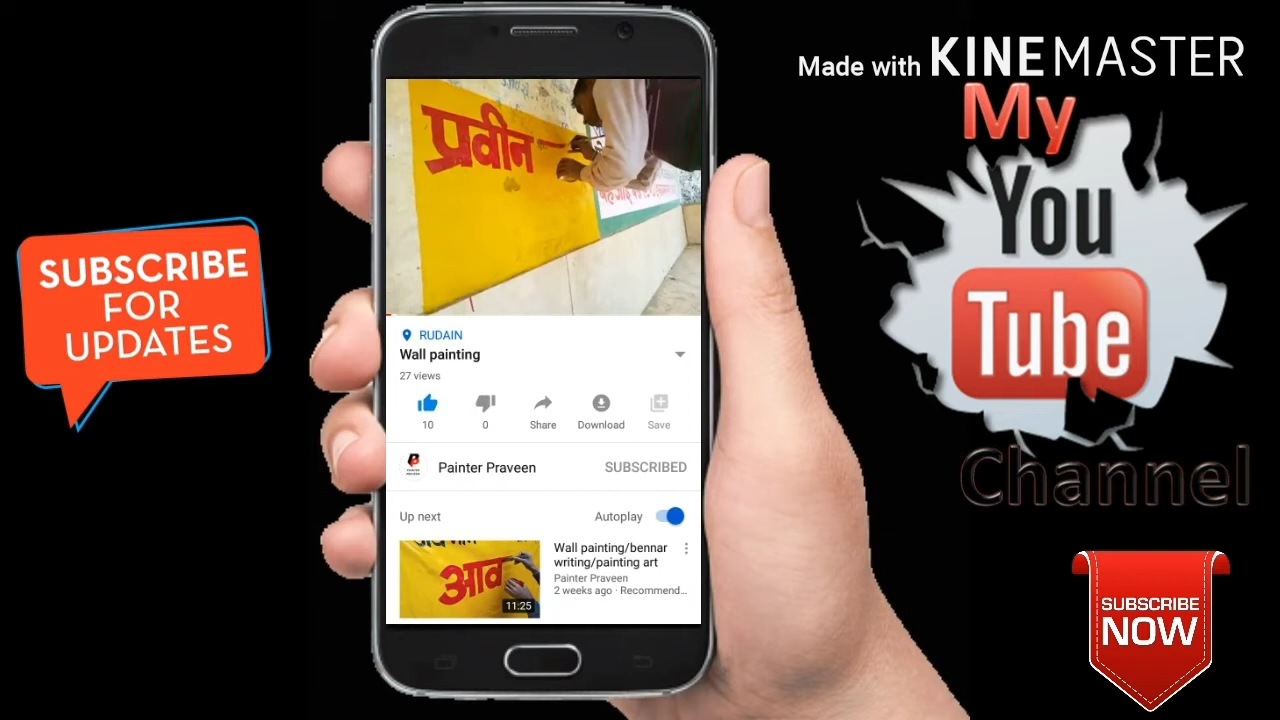 Made with KINEMASTER
My
You
Tube
Channel
SUBSCRIBE
FOR
UPDATES
प्रवीन
RUDAIN
Wall painting
27 views
10
0
Share
Download
Save
Painter Praveen
SUBSCRIBED
Up next
Autoplay
आव
11:25
Wall painting/bennar
writing/painting art
Painter Praveen
2 weeks ago · Recommend...
SUBSCRIBE
NOW